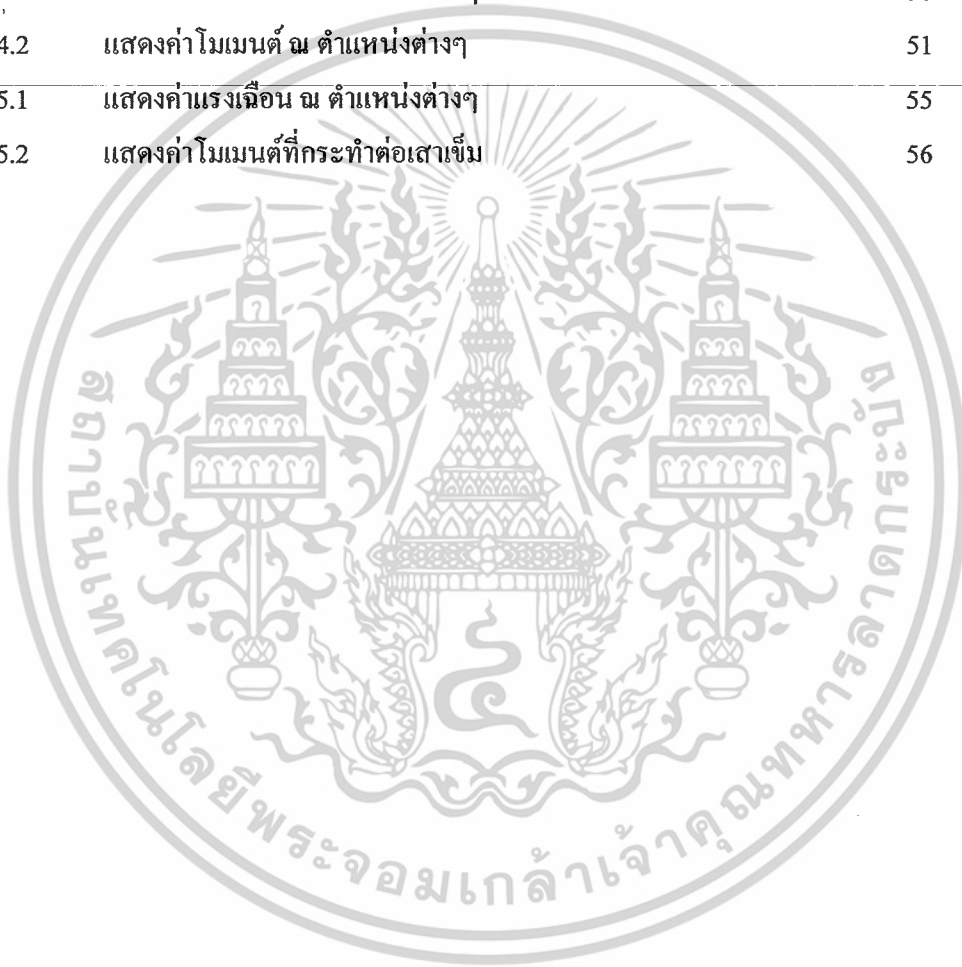 4.2 แสดงค่าโมเมนต์ ณ ตำแหน่งต่างๆ 51
5.1 แสดงค่าแรงเฉือน ณ ตำแหน่งต่างๆ 55
5.2 แสดงค่าโมเมนต์ที่กระทำต่อเสาเข็ม 56
สถาบันเทคโนโลยีพระจอมเกล้าเจ้าคุณทหารลาดกระบัง
๔